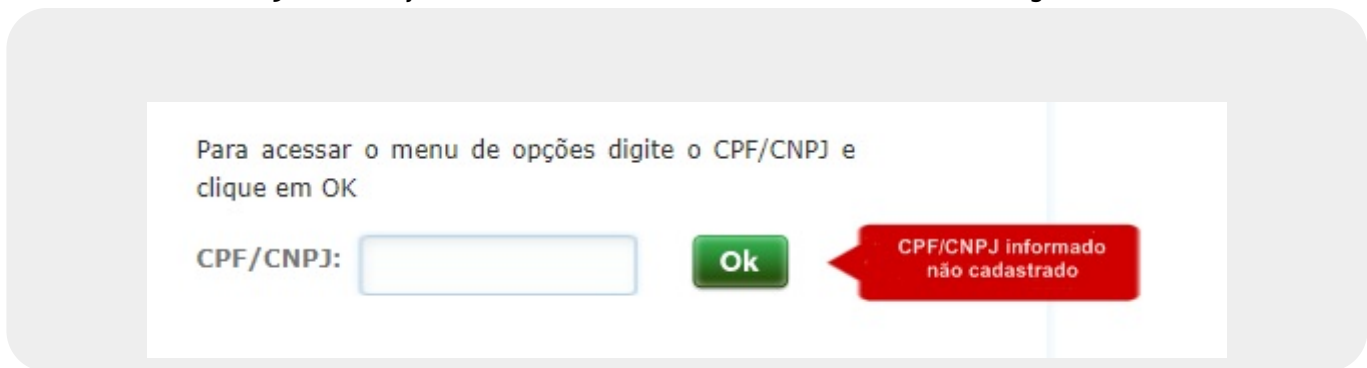 Para acessar o menu de opções digite o CPF/CNPJ e
clique em OK
CPF/CNPJ:
Ok
CPF/CNPJ informado
não cadastrado